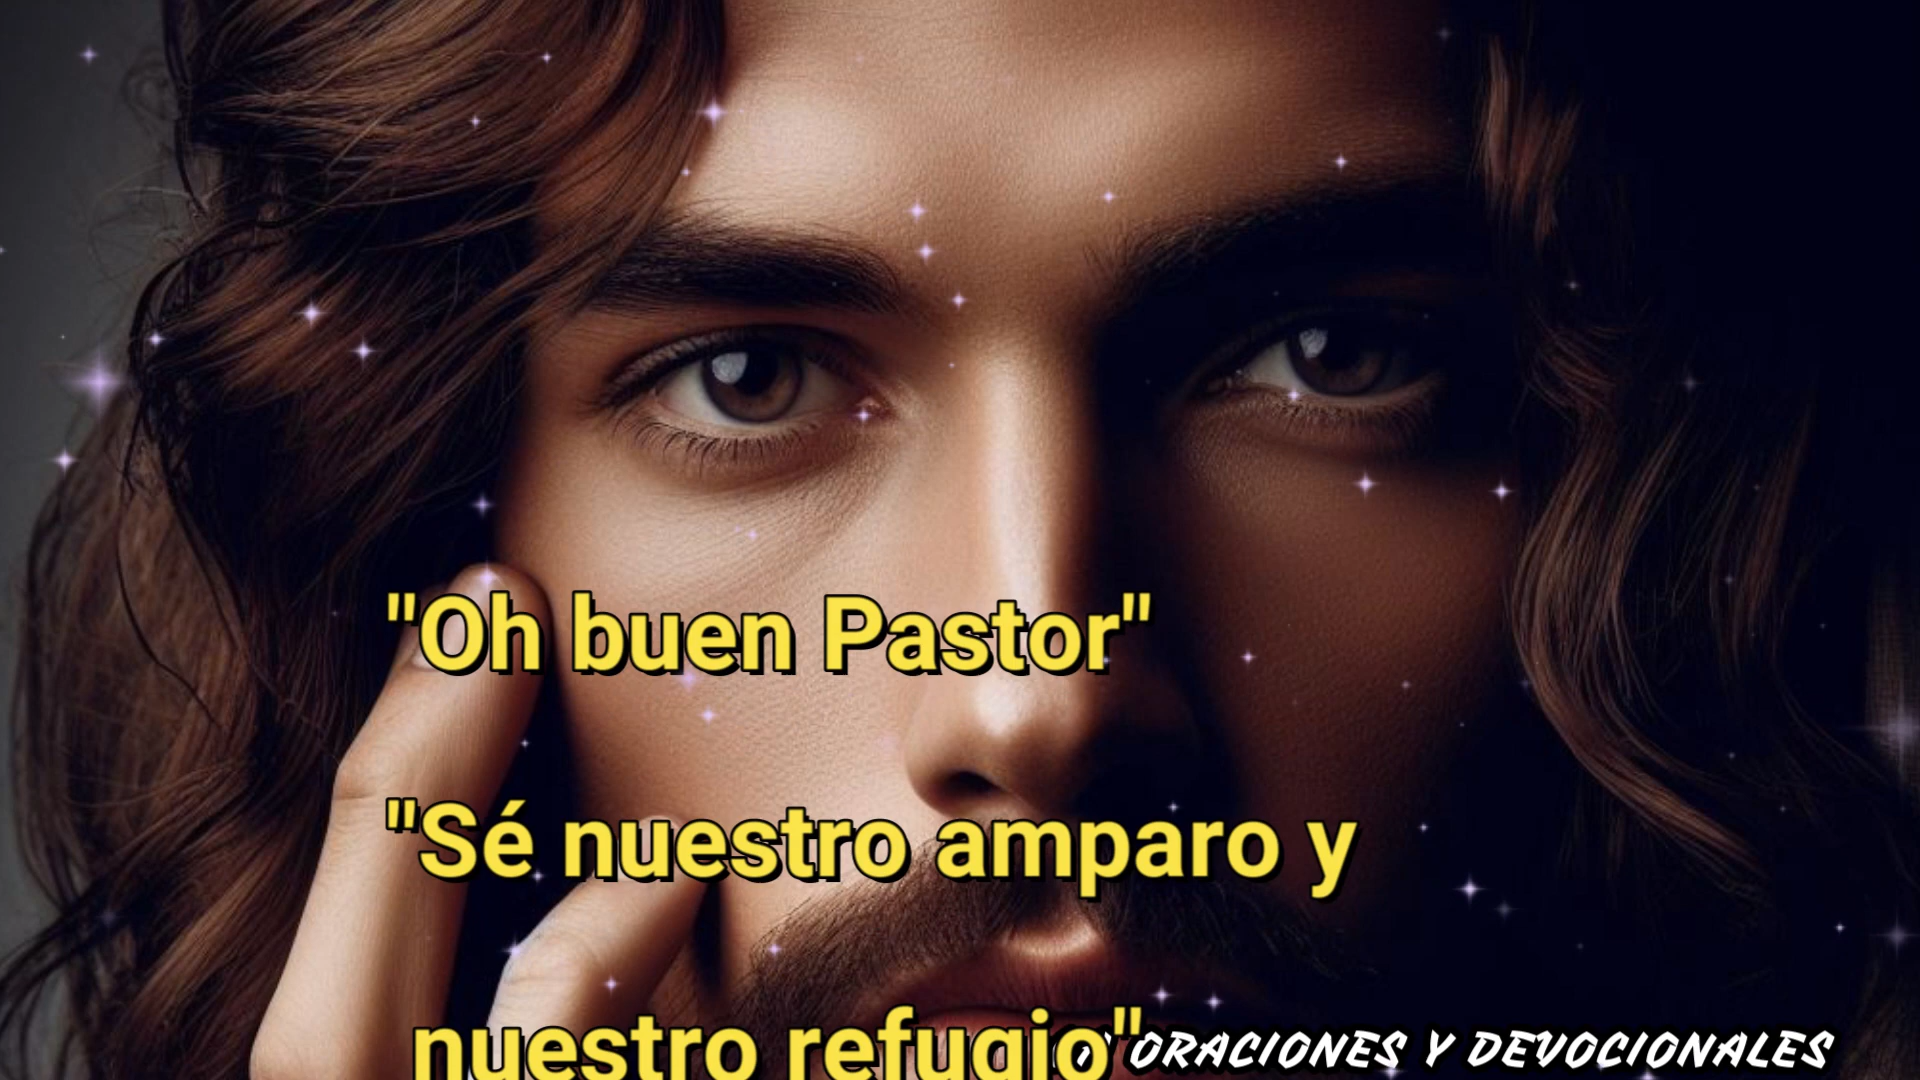 "Oh buen Pastor"
"Sé nuestro amparo y
nuestro refugio"
ORACIONES Y DEVOCIONALES